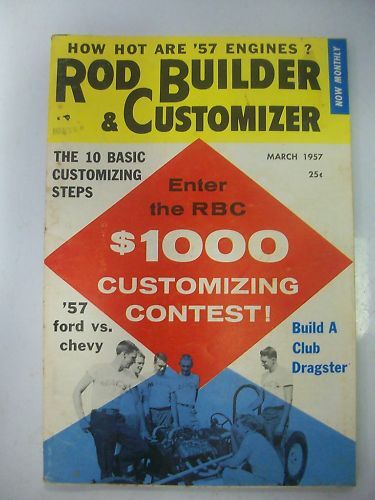 HOW HOT ARE '57 ENGINES?
ROD BUILDER
& CUSTOMIZER
NOW MONTHLY
THE 10 BASIC
CUSTOMIZING
STEPS
MARCH 1957
25¢
Enter
the RBC
$1000
CUSTOMIZING
CONTEST!
'57
ford vs.
chevy
Build A
Club
Dragster